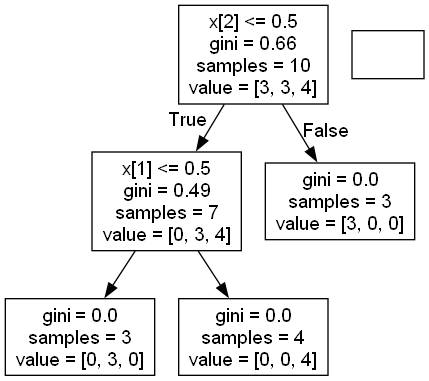 x[2] <= 0.5
gini = 0.66
samples = 10
value = [3, 3, 4]
True
False
x[1] <= 0.5
gini = 0.49
samples = 7
value = [0, 3, 4]
gini = 0.0
samples = 3
value = [3, 0, 0]
gini = 0.0
samples = 3
value = [0, 3, 0]
gini = 0.0
samples = 4
value = [0, 0, 4]